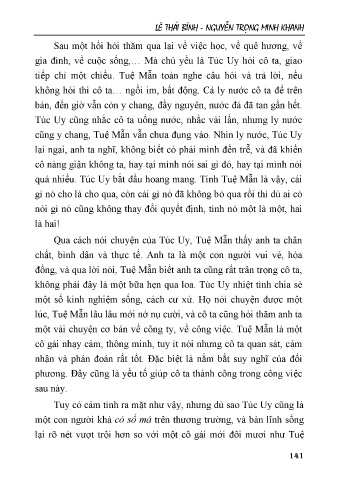 LÊ THÁI BÌNH - NGUYỄN TRỌNG MINH KHANH
Sau một hồi hỏi thăm qua lại về việc học, về quê hương, về
gia đình, về cuộc sống,… Mà chủ yếu là Túc Uy hỏi cô ta, giao
tiếp chỉ một chiều. Tuệ Mẫn toàn nghe câu hỏi và trả lời, nếu
không hỏi thì cô ta… ngồi im, bất động. Cả ly nước cô ta để trên
bàn, đến giờ vẫn còn y chang, đầy nguyên, nước đá đã tan gần hết.
Túc Uy cũng nhắc cô ta uống nước, nhắc vài lần, nhưng ly nước
cũng y chang, Tuệ Mẫn vẫn chưa đụng vào. Nhìn ly nước, Túc Uy
lại ngại, anh ta nghĩ, không biết có phải mình đến trễ, và đã khiến
cô nàng giận không ta, hay tại mình nói sai gì đó, hay tại mình nói
quá nhiều. Túc Uy bắt đầu hoang mang. Tính Tuệ Mẫn là vậy, cái
gì nó cho là cho qua, còn cái gì nó đã không bỏ qua rồi thì dù ai có
nói gì nó cũng không thay đổi quyết định, tính nó một là một, hai
là hai!
Qua cách nói chuyện của Túc Uy, Tuệ Mẫn thấy anh ta chân
chất, bình dân và thực tế. Anh ta là một con người vui vẻ, hòa
đồng, và qua lời nói, Tuệ Mẫn biết anh ta cũng rất trân trọng cô ta,
không phải đây là một bữa hẹn qua loa. Túc Uy nhiệt tình chia sẻ
một số kinh nghiệm sống, cách cư xử. Họ nói chuyện được một
lúc, Tuệ Mẫn lâu lâu mới nở nụ cười, và cô ta cũng hỏi thăm anh ta
một vài chuyện cơ bản về công ty, về công việc. Tuệ Mẫn là một
cô gái nhạy cảm, thông minh, tuy ít nói nhưng cô ta quan sát, cảm
nhận và phán đoán rất tốt. Đặc biệt là nắm bắt suy nghĩ của đối
phương. Đây cũng là yếu tố giúp cô ta thành công trong công việc
sau này.
Tuy có cảm tình ra mặt như vậy, nhưng dù sao Túc Uy cũng là
một con người khá có số má trên thương trường, và bản lĩnh sống
lại rõ nét vượt trội hơn so với một cô gái mới đôi mươi như Tuệ
141